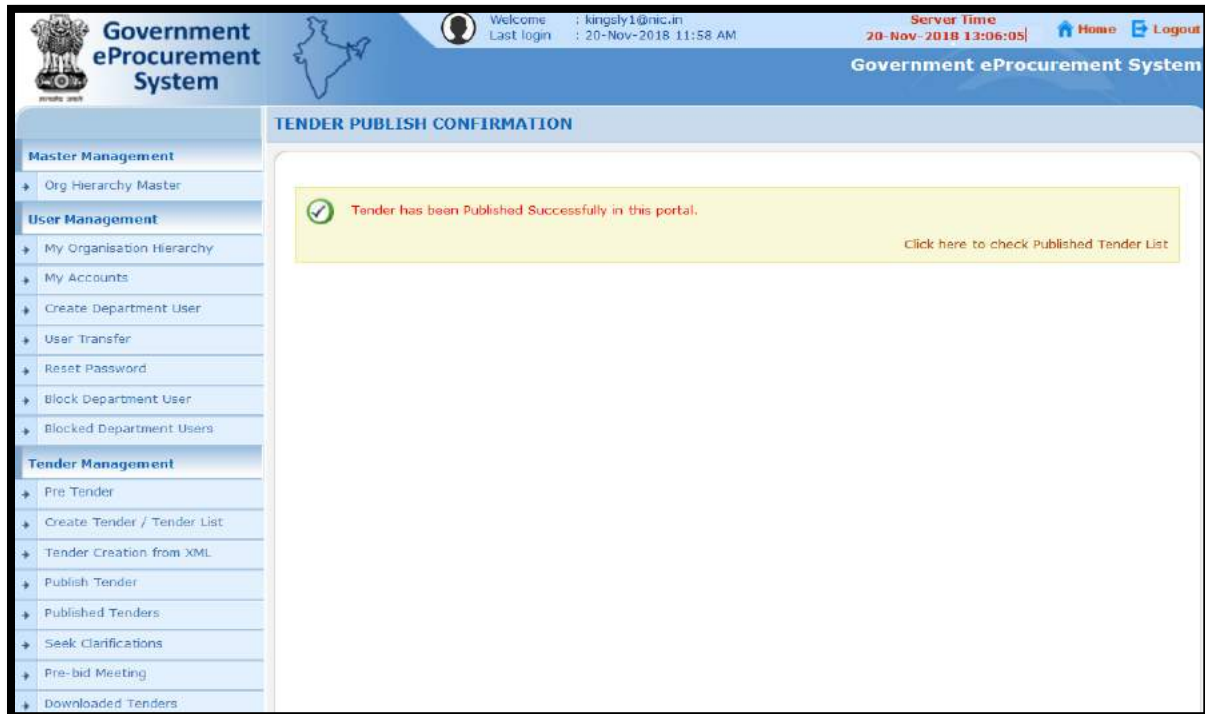 Government
eProcurement
System
Welcome : kingsly1@nic.in
Last login : 20-Nov-2018 11:58 AM
Server Time
20-Nov-2018 13:06:05
Home
Logout
Government eProcurement System
TENDER PUBLISH CONFIRMATION
Master Management
Org Hierarchy Master
User Management
My Organisation Hierarchy
My Accounts
Create Department User
User Transfer
Reset Password
Block Department User
Blocked Department Users
Tender Management
Pre Tender
Create Tender / Tender List
Tender Creation from XML
Publish Tender
Published Tenders
Seek Clarifications
Pre-bid Meeting
Downloaded Tenders
Tender has been Published Successfully in this portal.
Click here to check Published Tender List